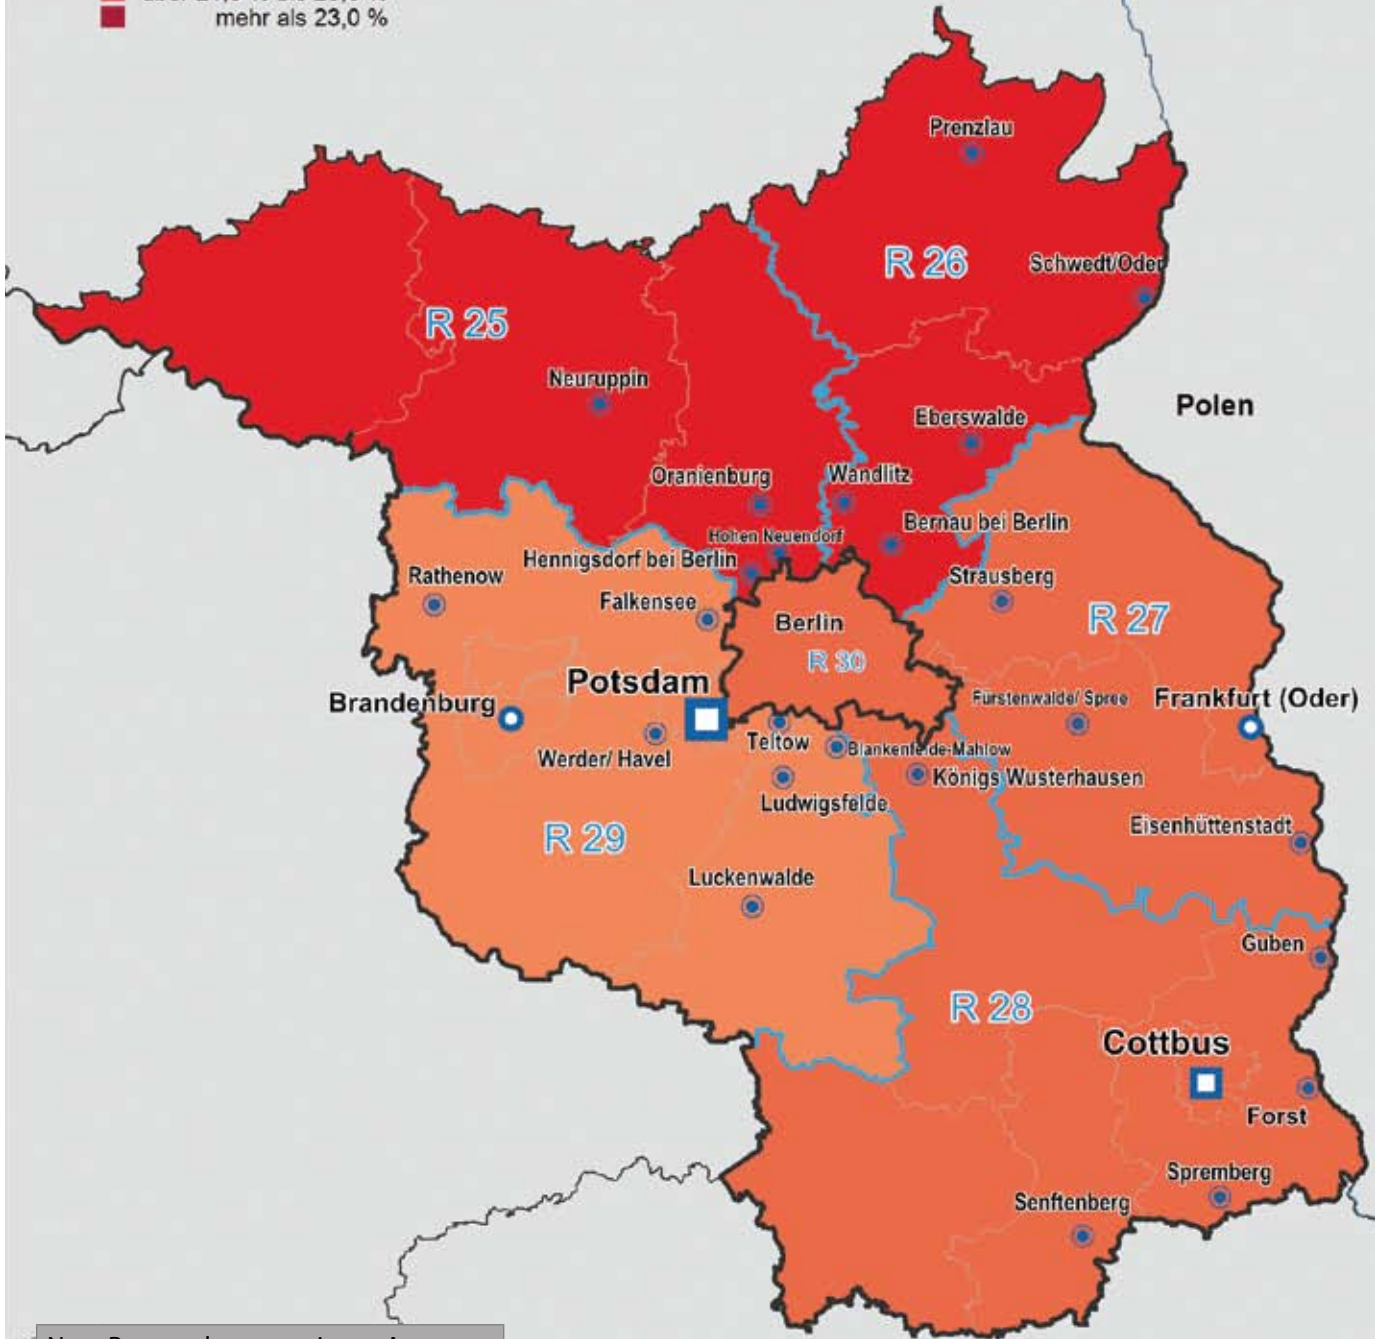 mehr als 23,0 %
Prenzlau
R 26
Schwedt/Oder
R 25
Neuruppin
Polen
Eberswalde
Oranienburg
Wandlitz
Bernau bei Berlin
Hohen Neuendorf
Hennigsdorf bei Berlin
Rathenow
Strausberg
Falkensee
Berlin
R 27
R 30
Potsdam
Brandenburg
Fürstenwalde/ Spree
Frankfurt (Oder)
Teltow
Blankenfelde-Mahlow
Werder/ Havel
Königs Wusterhausen
Ludwigsfelde
Eisenhüttenstadt
R 29
Luckenwalde
Guben
R 28
Cottbus
Forst
Spremberg
Senftenberg